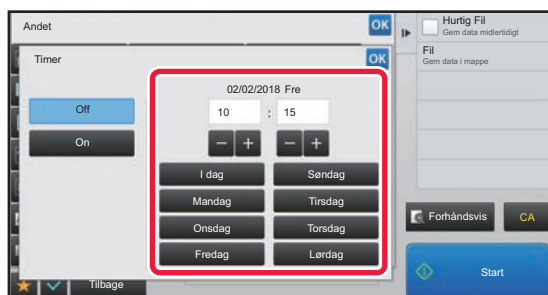 Andet
OK
Timer
OK
02/02/2018 Fre
Off
10 : 15
On
− +
− +
I dag
Søndag
Mandag
Tirsdag
Onsdag
Torsdag
Fredag
Lørdag
Tilbage
Hurtig Fil
Gem data midlertidigt
Fil
Gem data i mappe
Forhåndsvis
CA
Start